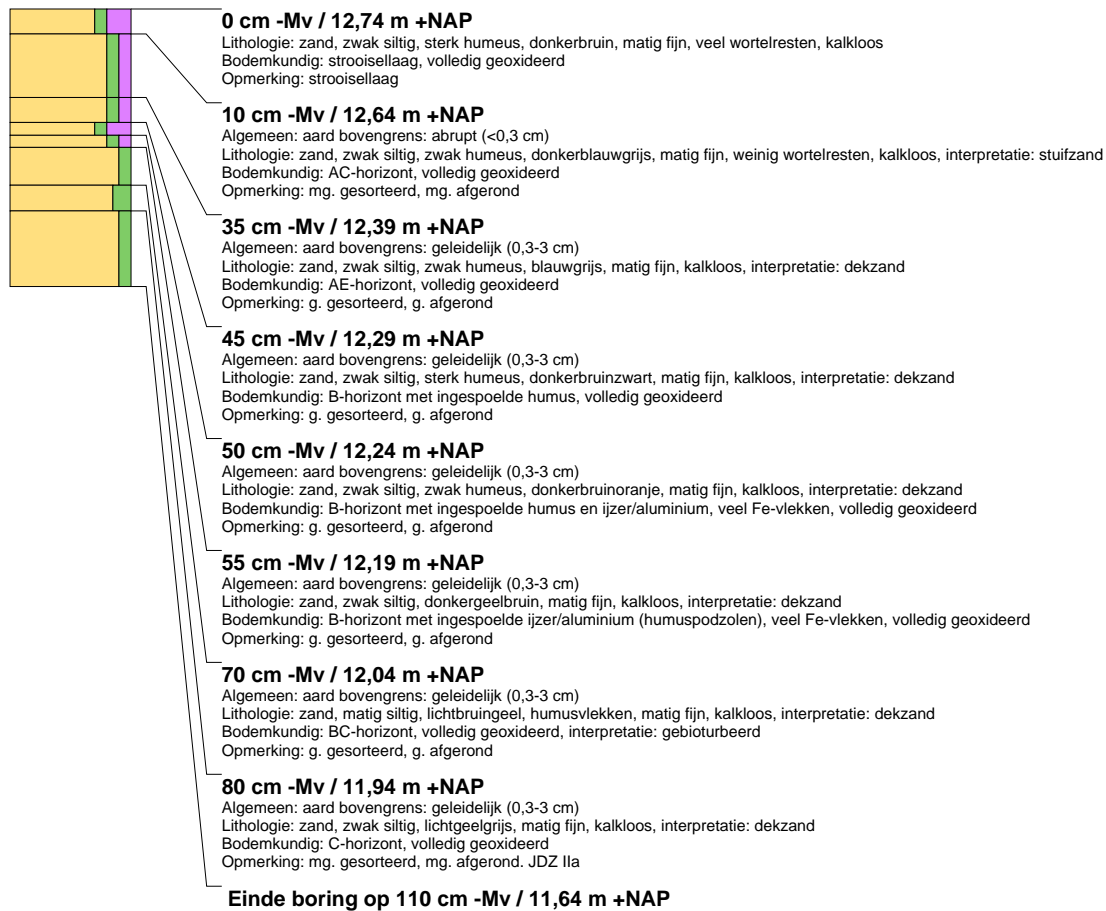 0 cm -Mv / 12,74 m +NAP
Lithologie: zand, zwak siltig, sterk humeus, donkerbruin, matig fijn, veel wortelresten, kalkloos
Bodemkundig: strooisellaag, volledig geoxideerd
Opmerking: strooisellaag
10 cm -Mv / 12,64 m +NAP
Algemeen: aard bovengrens: abrupt (<0,3 cm)
Lithologie: zand, zwak siltig, zwak humeus, donkerblauwgrijs, matig fijn, weinig wortelresten, kalkloos, interpretatie: stuifzand
Bodemkundig: AC-horizont, volledig geoxideerd
Opmerking: mg. gesorteerd, mg. afgerond
35 cm -Mv / 12,39 m +NAP
Algemeen: aard bovengrens: geleidelijk (0,3-3 cm)
Lithologie: zand, zwak siltig, zwak humeus, blauwgrijs, matig fijn, kalkloos, interpretatie: dekzand
Bodemkundig: AE-horizont, volledig geoxideerd
Opmerking: g. gesorteerd, g. afgerond
45 cm -Mv / 12,29 m +NAP
Algemeen: aard bovengrens: geleidelijk (0,3-3 cm)
Lithologie: zand, zwak siltig, sterk humeus, donkerbruinzwart, matig fijn, kalkloos, interpretatie: dekzand
Bodemkundig: B-horizont met ingespoelde humus, volledig geoxideerd
Opmerking: g. gesorteerd, g. afgerond
50 cm -Mv / 12,24 m +NAP
Algemeen: aard bovengrens: geleidelijk (0,3-3 cm)
Lithologie: zand, zwak siltig, zwak humeus, donkerbruinoranje, matig fijn, kalkloos, interpretatie: dekzand
Bodemkundig: B-horizont met ingespoelde humus en ijzer/aluminium, veel Fe-vlekken, volledig geoxideerd
Opmerking: g. gesorteerd, g. afgerond
55 cm -Mv / 12,19 m +NAP
Algemeen: aard bovengrens: geleidelijk (0,3-3 cm)
Lithologie: zand, zwak siltig, donkergeelbruin, matig fijn, kalkloos, interpretatie: dekzand
Bodemkundig: B-horizont met ingespoelde ijzer/aluminium (humuspodzolen), veel Fe-vlekken, volledig geoxideerd
Opmerking: g. gesorteerd, g. afgerond
70 cm -Mv / 12,04 m +NAP
Algemeen: aard bovengrens: geleidelijk (0,3-3 cm)
Lithologie: zand, matig siltig, lichtbruingeel, humusvlekken, matig fijn, kalkloos, interpretatie: dekzand
Bodemkundig: BC-horizont, volledig geoxideerd, interpretatie: gebioturbeerd
Opmerking: g. gesorteerd, g. afgerond
80 cm -Mv / 11,94 m +NAP
Algemeen: aard bovengrens: geleidelijk (0,3-3 cm)
Lithologie: zand, zwak siltig, lichtgeelgrijs, matig fijn, kalkloos, interpretatie: dekzand
Bodemkundig: C-horizont, volledig geoxideerd
Opmerking: mg. gesorteerd, mg. afgerond. JDZ IIa
Einde boring op 110 cm -Mv / 11,64 m +NAP